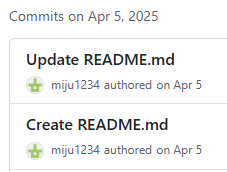 Commits on Apr 5, 2025
Update README.md
miju1234 authored on Apr 5
Create README.md
miju1234 authored on Apr 5